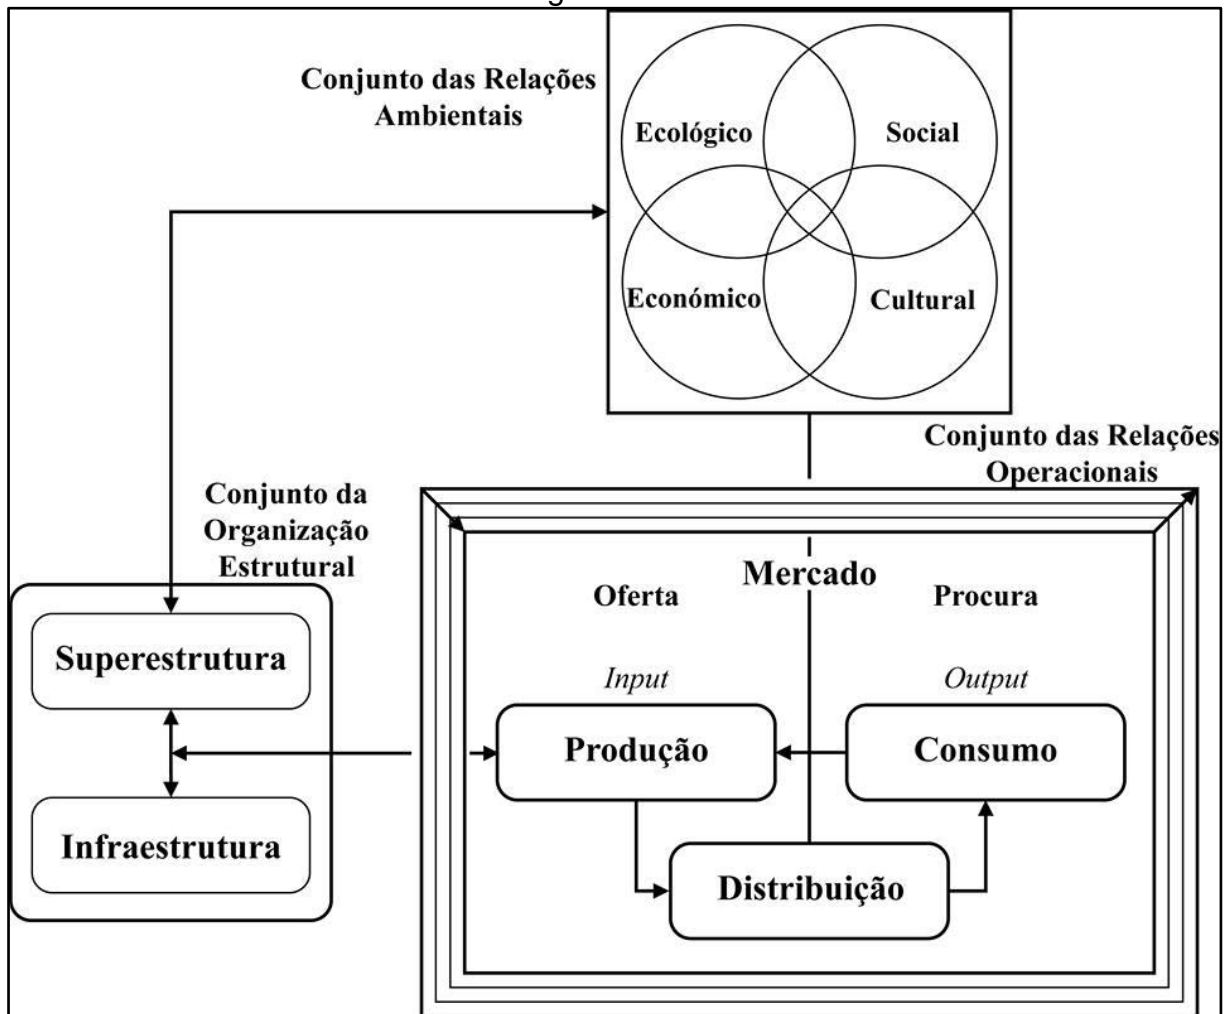 Conjunto das Relações
Ambientais
Ecológico
Social
Económico
Cultural
Conjunto das Relações
Operacionais
Conjunto da
Organização
Estrutural
Mercado
Oferta
Procura
Superestrutura
Input
Output
Produção
Consumo
Infraestrutura
Distribuição